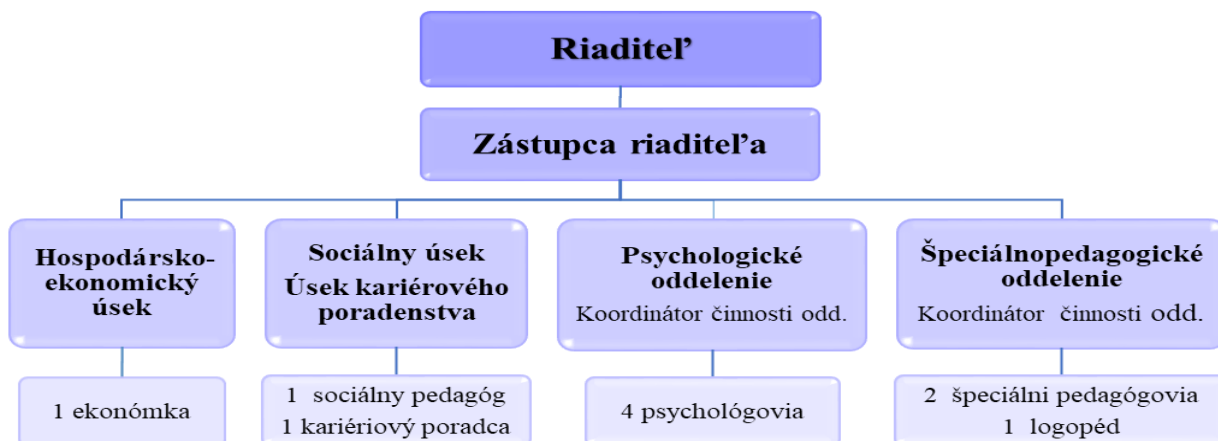 Riaditeľ
Zástupca riaditeľa
Hospodársko-
ekonomický
úsek
Sociálny úsek
Úsek kariérového
poradenstva
Psychologické
oddelenie
Koordinátor činnosti odd.
Špeciálnopedagogické
oddelenie
Koordinátor činnosti odd.
1 ekonómka
1 sociálny pedagóg
1 kariériový poradca
4 psychológovia
2 špeciálni pedagógovia
1 logopéd